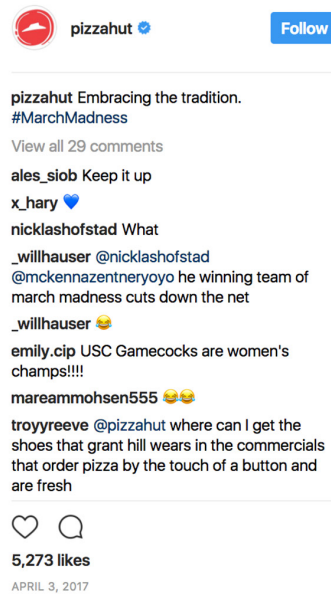 pizzahut
Follow
pizzahut Embracing the tradition.
#MarchMadness
View all 29 comments
ales_siob Keep it up
x_hary 💙
nicklashofstad What
_willhauser @nicklashofstad
@mckennazentneryoyo he winning team of
march madness cuts down the net
_willhauser 😂
emily.cip USC Gamecocks are women's
champs!!!!
mareammohsen555 😂😂
troyyreeve @pizzahut where can I get the
shoes that grant hill wears in the commercials
that order pizza by the touch of a button and
are fresh
5,273 likes
APRIL 3, 2017